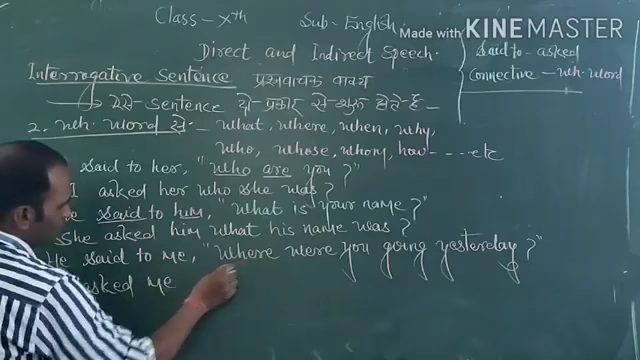 Class-Xth Sub-English
Made with KINEMASTER
Direct and Indirect Speech.
Said to - asked
Connective - wh. word
Interrogative Sentence प्रश्नवाचक वाक्य
→ ऐसे - Sentence दो - प्रकार से - शुरू होते हैं -
2. wh. word से - What, where, when, why,
who, whose, whom, how-----etc
said to her, "Who are you?"
I asked her who she was?
said to him, "What is your name?"
She asked him what his name was?
He said to me, "Where were you going yesterday?"
asked me